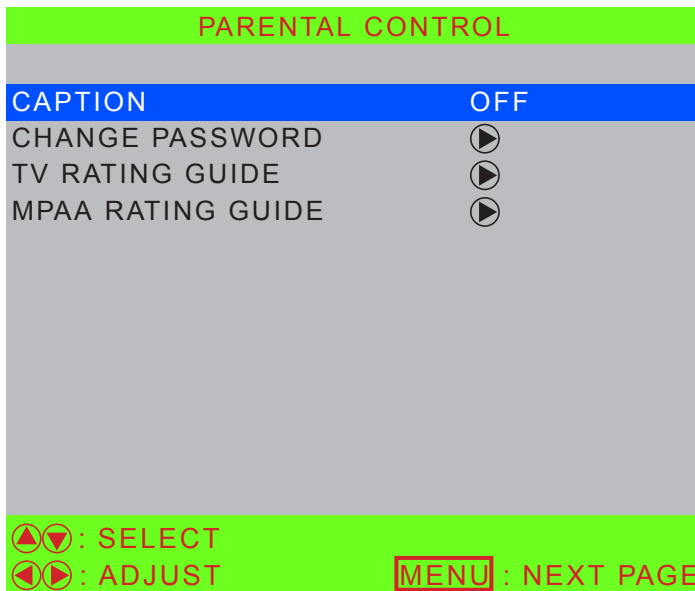 PARENTAL CONTROL
CAPTION OFF
CHANGE PASSWORD
TV RATING GUIDE
MPAA RATING GUIDE
: SELECT
: ADJUST MENU : NEXT PAGE